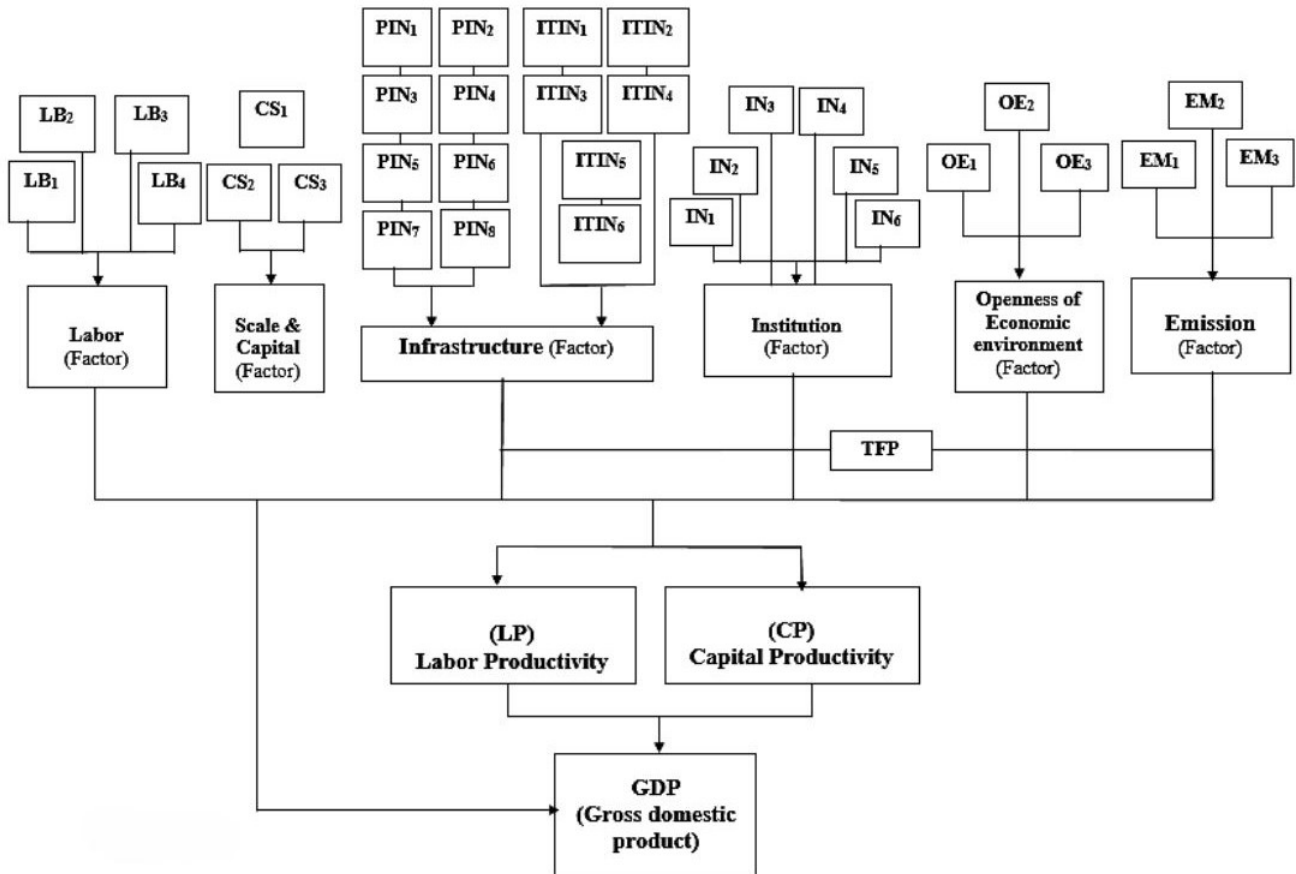 PIN₁ PIN₂ ITIN₁ ITIN₂
LB₂ LB₃ CS₁ PIN₃ PIN₄ ITIN₃ ITIN₄ IN₃ IN₄ OE₂ EM₂
LB₁ LB₄ CS₂ CS₃ PIN₅ PIN₆ ITIN₅ IN₂ IN₅ OE₁ OE₃ EM₁ EM₃
PIN₇ PIN₈ ITIN₆ IN₁ IN₆
Labor
(Factor)
Scale &
Capital
(Factor)
Infrastructure (Factor)
Institution
(Factor)
Openness of
Economic
environment
(Factor)
Emission
(Factor)
TFP
(LP)
Labor Productivity
(CP)
Capital Productivity
GDP
(Gross domestic
product)